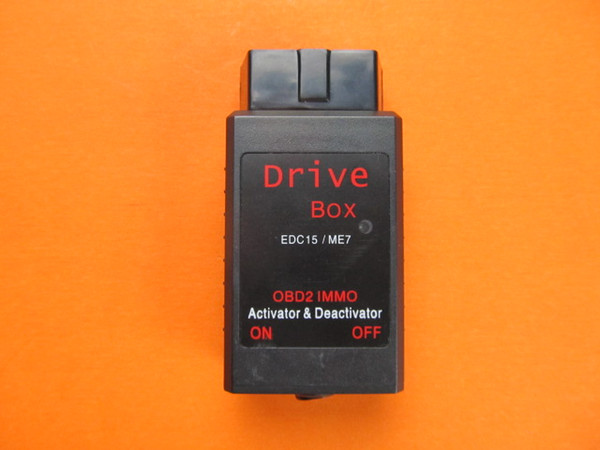 Drive
Box
EDC15 / ME7
OBD2 IMMO
Activator & Deactivator
ON OFF